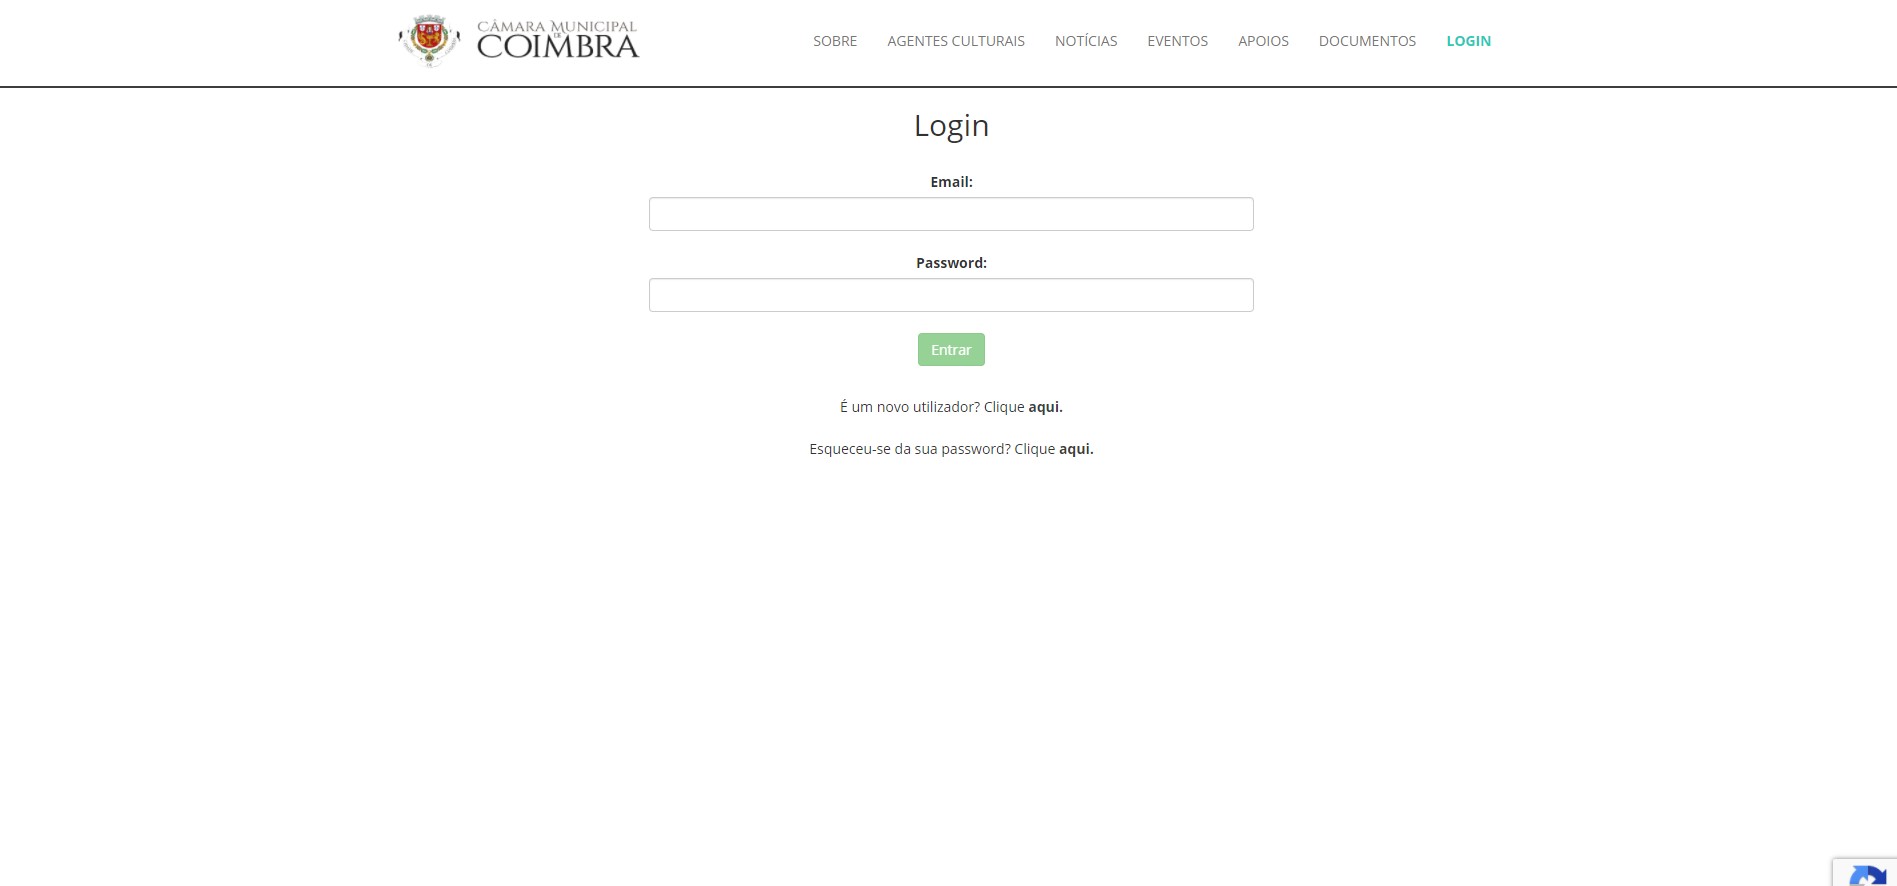 CÂMARA MUNICIPAL
DE
COIMBRA
SOBRE AGENTES CULTURAIS NOTÍCIAS EVENTOS APOIOS DOCUMENTOS LOGIN
Login
Email:
Password:
Entrar
É um novo utilizador? Clique aqui.
Esqueceu-se da sua password? Clique aqui.